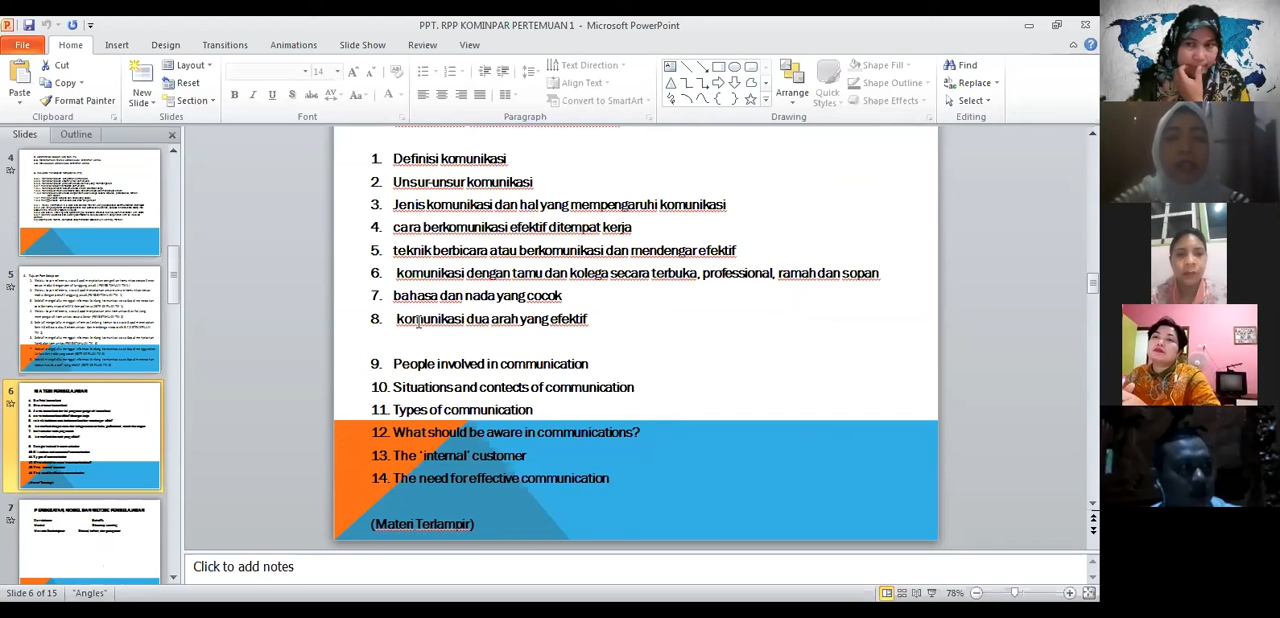 PPT. RPP KOMINPAR PERTEMUAN 1 - Microsoft PowerPoint
File Home Insert Design Transitions Animations Slide Show Review View
Paste
Cut
Copy
Format Painter
Clipboard
New Slide
Layout
Reset
Section
Slides
14
Font
Text Direction
Align Text
Convert to SmartArt
Paragraph
Arrange
Quick Styles
Shape Fill
Shape Outline
Shape Effects
Drawing
Find
Replace
Select
Editing
Slides Outline
4
5
6
MATERI PEMBELAJARAN
7
1. Definisi komunikasi
2. Unsur-unsur komunikasi
3. Jenis komunikasi dan hal yang mempengaruhi komunikasi
4. cara berkomunikasi efektif ditempat kerja
5. teknik berbicara atau berkomunikasi dan mendengar efektif
6. komunikasi dengan tamu dan kolega secara terbuka, professional, ramah dan sopan
7. bahasa dan nada yang cocok
8. komunikasi dua arah yang efektif
9. People involved in communication
10. Situations and contexts of communication
11. Types of communication
12. What should be aware in communications?
13. The ‘internal’ customer
14. The need for effective communication
(Materi Terlampir)
Click to add notes
Slide 6 of 15 "Angles" 78%